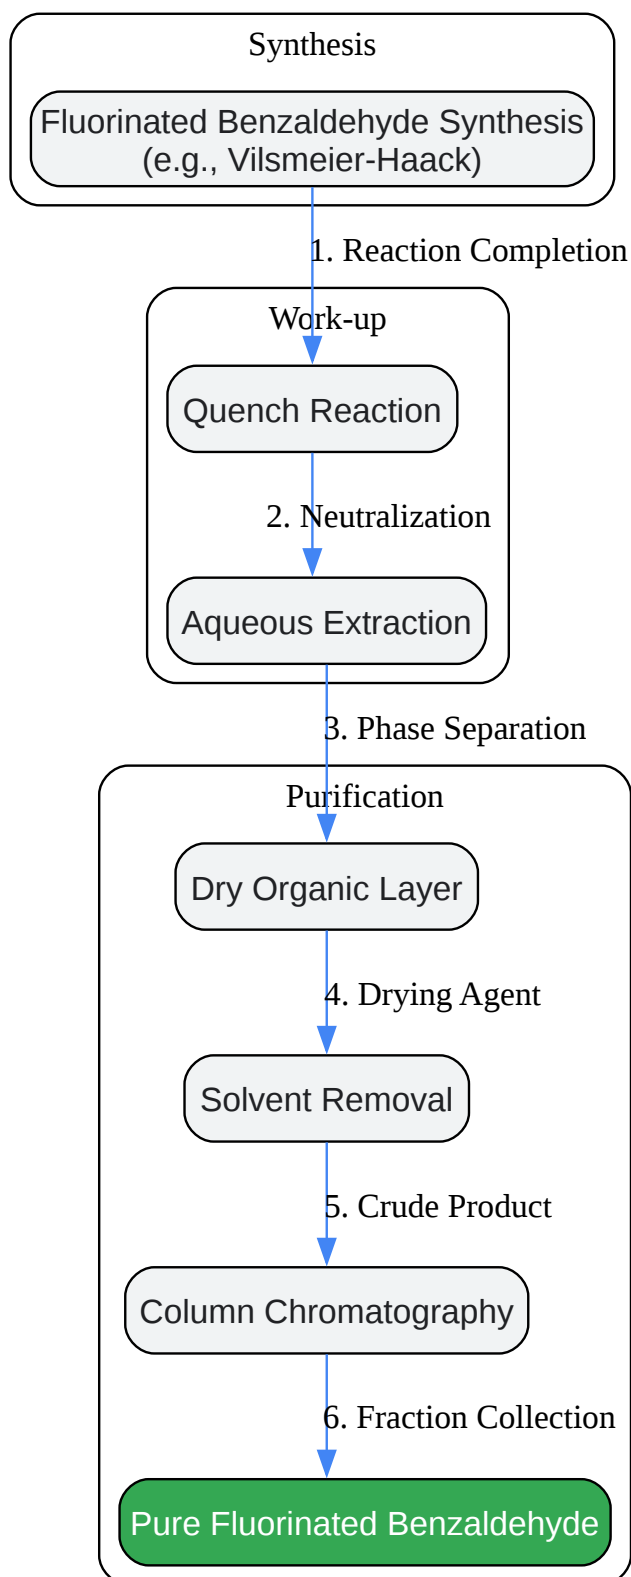 Synthesis
Fluorinated Benzaldehyde Synthesis
(e.g., Vilsmeier-Haack)
1. Reaction Completion
Work-up
Quench Reaction
2. Neutralization
Aqueous Extraction
3. Phase Separation
Purification
Dry Organic Layer
4. Drying Agent
Solvent Removal
5. Crude Product
Column Chromatography
6. Fraction Collection
Pure Fluorinated Benzaldehyde